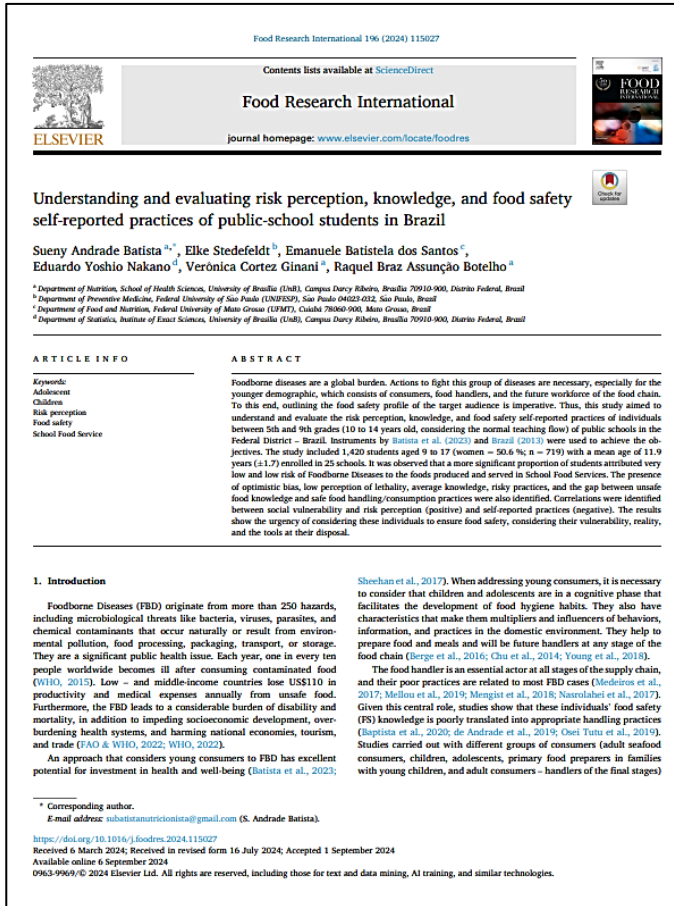 Food Research International 196 (2024) 115027
Contents lists available at ScienceDirect
Food Research International
journal homepage: www.elsevier.com/locate/foodres
ELSEVIER
FOOD
RESEARCH
INTERNATIONAL
Check for
updates
Understanding and evaluating risk perception, knowledge, and food safety
self-reported practices of public-school students in Brazil
Sueny Andrade Batista a,*, Elke Stedefeldt b, Emanuele Batistela dos Santos c,
Eduardo Yoshio Nakano d, Verônica Cortez Ginani a, Raquel Braz Assunção Botelho a
a Department of Nutrition, School of Health Sciences, University of Brasília (UnB), Campus Darcy Ribeiro, Brasília 70910-900, Distrito Federal, Brazil
b Department of Preventive Medicine, Federal University of São Paulo (UNIFESP), São Paulo 04023-032, São Paulo, Brazil
c Department of Food and Nutrition, Federal University of Mato Grosso (UFMT), Cuiabá 78060-900, Mato Grosso, Brazil
d Department of Statistics, Institute of Exact Sciences, University of Brasília (UnB), Campus Darcy Ribeiro, Brasília 70910-900, Distrito Federal, Brazil
ARTICLE INFO
Keywords:
Adolescent
Children
Risk perception
Food safety
School Food Service
ABSTRACT
Foodborne diseases are a global burden. Actions to fight this group of diseases are necessary, especially for the
younger demographic, which consists of consumers, food handlers, and the future workforce of the food chain.
To this end, outlining the food safety profile of the target audience is imperative. Thus, this study aimed to
understand and evaluate the risk perception, knowledge, and food safety self-reported practices of individuals
between 5th and 9th grades (10 to 14 years old, considering the normal teaching flow) of public schools in the
Federal District – Brazil. Instruments by Batista et al. (2023) and Brazil (2013) were used to achieve the ob-
jectives. The study included 1,420 students aged 9 to 17 (women = 50.6 %; n = 719) with a mean age of 11.9
years (±1.7) enrolled in 25 schools. It was observed that a more significant proportion of students attributed very
low and low risk of Foodborne Diseases to the foods produced and served in School Food Services. The presence
of optimistic bias, low perception of lethality, average knowledge, risky practices, and the gap between unsafe
food knowledge and safe food handling/consumption practices were also identified. Correlations were identified
between social vulnerability and risk perception (positive) and self-reported practices (negative). The results
show the urgency of considering these individuals to ensure food safety, considering their vulnerability, reality,
and the tools at their disposal.
1. Introduction
Foodborne Diseases (FBD) originate from more than 250 hazards,
including microbiological threats like bacteria, viruses, parasites, and
chemical contaminants that occur naturally or result from environ-
mental pollution, food processing, packaging, transport, or storage.
They are a significant public health issue. Each year, one in every ten
people worldwide becomes ill after consuming contaminated food
(WHO, 2015). Low – and middle-income countries lose US$110 in
productivity and medical expenses annually from unsafe food.
Furthermore, the FBD leads to a considerable burden of disability and
mortality, in addition to impeding socioeconomic development, over-
burdening health systems, and harming national economies, tourism,
and trade (FAO & WHO, 2022; WHO, 2022).
An approach that considers young consumers to FBD has excellent
potential for investment in health and well-being (Batista et al., 2023;
Sheehan et al., 2017). When addressing young consumers, it is necessary
to consider that children and adolescents are in a cognitive phase that
facilitates the development of food hygiene habits. They also have
characteristics that make them multipliers and influencers of behaviors,
information, and practices in the domestic environment. They help to
prepare food and meals and will be future handlers at any stage of the
food chain (Berge et al., 2016; Chu et al., 2014; Young et al., 2018).
The food handler is an essential actor at all stages of the supply chain,
and their poor practices are related to most FBD cases (Medeiros et al.,
2017; Mellou et al., 2019; Mengist et al., 2018; Nasrolahei et al., 2017).
Given this central role, studies show that these individuals' food safety
(FS) knowledge is poorly translated into appropriate handling practices
(Baptista et al., 2020; de Andrade et al., 2019; Osei Tutu et al., 2019).
Studies carried out with different groups of consumers (adult seafood
consumers, children, adolescents, primary food preparers in families
with young children, and adult consumers – handlers of the final stages)
* Corresponding author.
E-mail address: subatistanutricionista@gmail.com (S. Andrade Batista).
https://doi.org/10.1016/j.foodres.2024.115027
Received 6 March 2024; Received in revised form 16 July 2024; Accepted 1 September 2024
Available online 6 September 2024
0963-9969/© 2024 Elsevier Ltd. All rights are reserved, including those for text and data mining, AI training, and similar technologies.